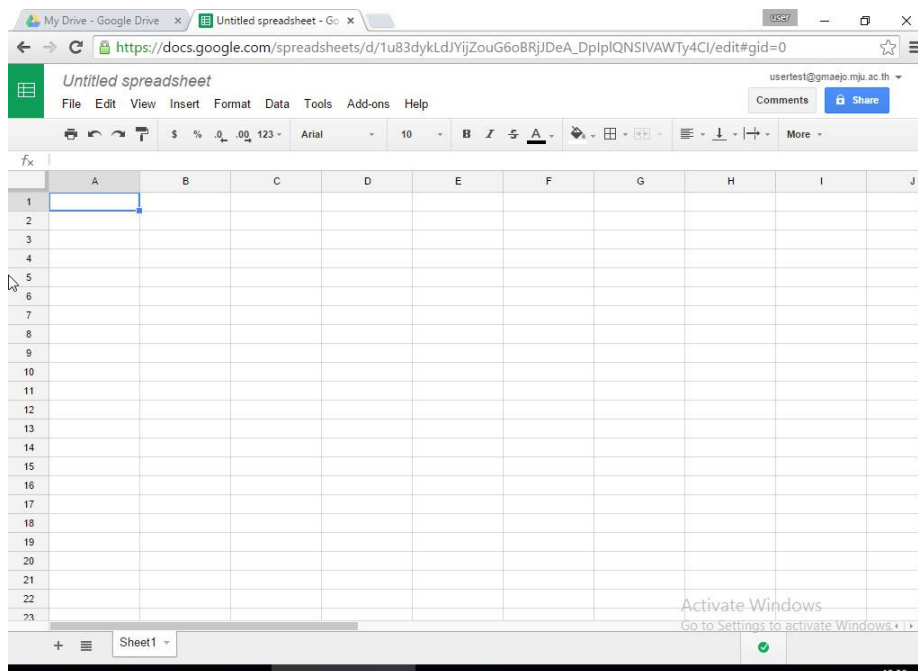 My Drive - Google Drive
Untitled spreadsheet - Go
user
https://docs.google.com/spreadsheets/d/1u83dykLdJYijZouG6oBRjJDeA_DpIplQNSIVAWTy4CI/edit#gid=0
Untitled spreadsheet
usertest@gmaejo.mju.ac.th
File Edit View Insert Format Data Tools Add-ons Help
Comments Share
$ % .0 .00 123 Arial 10 B I S A More
fx
A B C D E F G H I J
1
2
3
4
5
6
7
8
9
10
11
12
13
14
15
16
17
18
19
20
21
22
23
Activate Windows
Go to Settings to activate Windows.
Sheet1